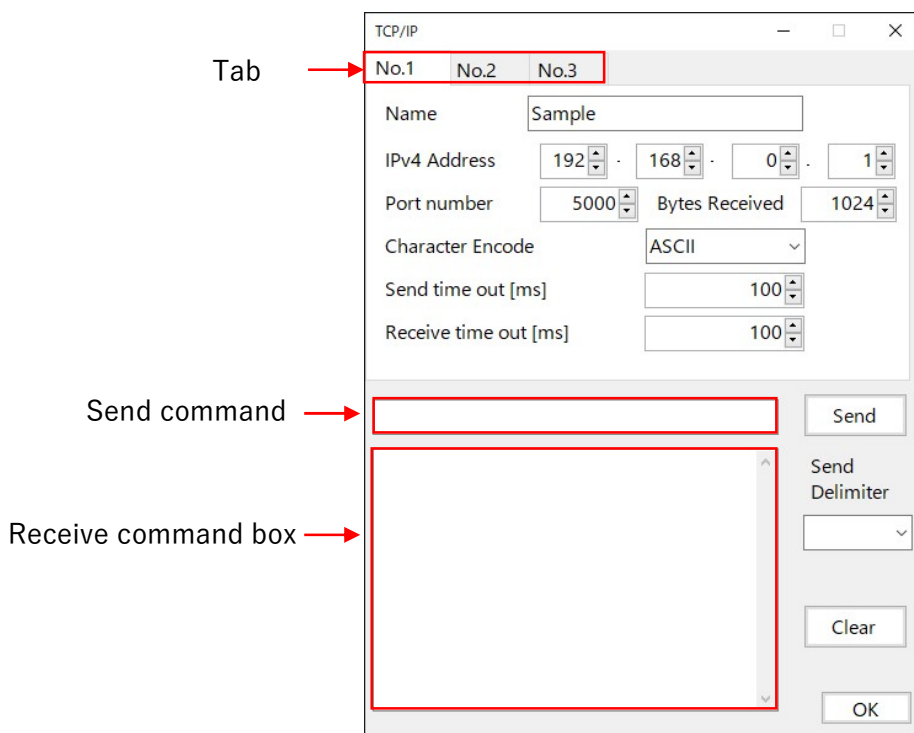 TCP/IP
Tab
No.1 No.2 No.3
Name Sample
IPv4 Address 192 . 168 . 0 . 1
Port number 5000 Bytes Received 1024
Character Encode ASCII
Send time out [ms] 100
Receive time out [ms] 100
Send command
Send
Send
Delimiter
Receive command box
Clear
OK